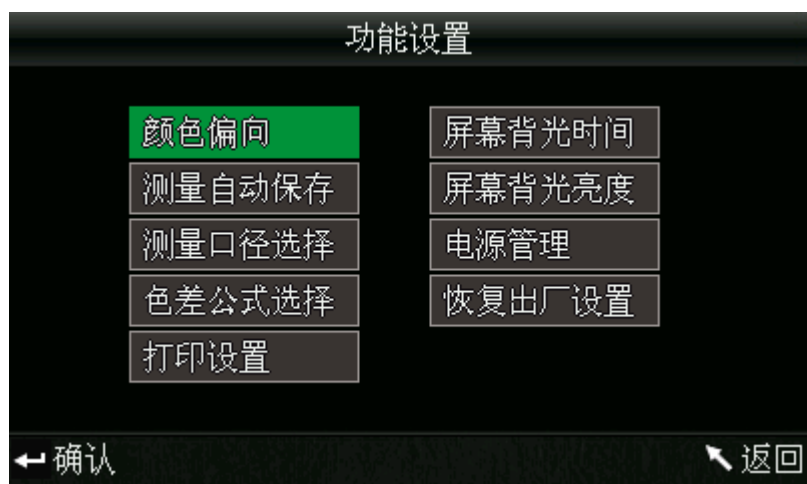 功能设置
颜色偏向
测量自动保存
测量口径选择
色差公式选择
打印设置
屏幕背光时间
屏幕背光亮度
电源管理
恢复出厂设置
确认
返回